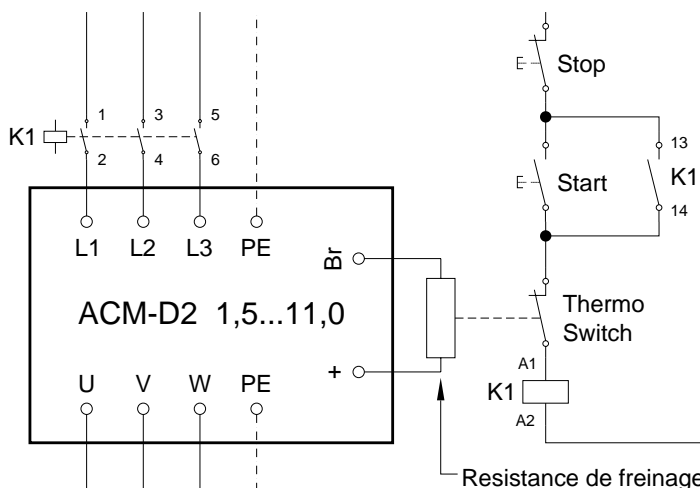 Stop
1 3 5
K1
2 4 6
13
K1
14
Start
L1 L2 L3 PE
Br
ACM-D2 1,5...11,0
Thermo
Switch
+
U V W PE
A1
K1
A2
Resistance de freinage